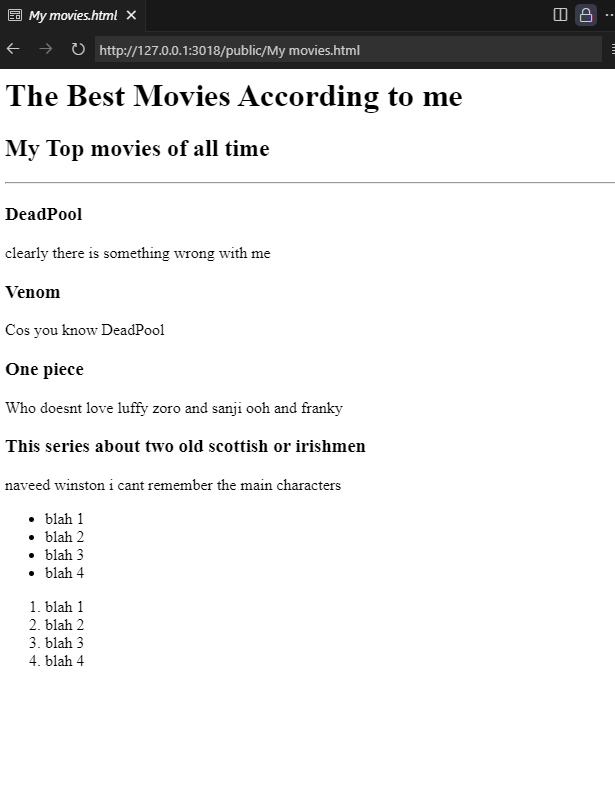 My movies.html
http://127.0.0.1:3018/public/My movies.html
The Best Movies According to me
My Top movies of all time
DeadPool
clearly there is something wrong with me
Venom
Cos you know DeadPool
One piece
Who doesnt love luffy zoro and sanji ooh and franky
This series about two old scottish or irishmen
naveed winston i cant remember the main characters
• blah 1
• blah 2
• blah 3
• blah 4
1. blah 1
2. blah 2
3. blah 3
4. blah 4